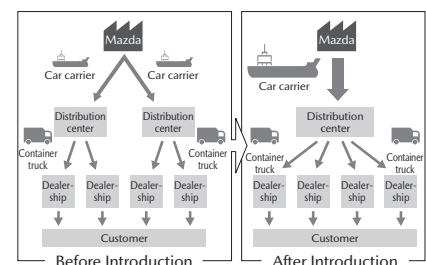 Mazda
Car carrier
Car carrier
Distribution
center
Distribution
center
Container
truck
Container
truck
Dealer-
ship
Dealer-
ship
Dealer-
ship
Dealer-
ship
Customer
Before Introduction
Mazda
Car carrier
Distribution
center
Container
truck
Container
truck
Dealer-
ship
Dealer-
ship
Dealer-
ship
Dealer-
ship
Customer
After Introduction